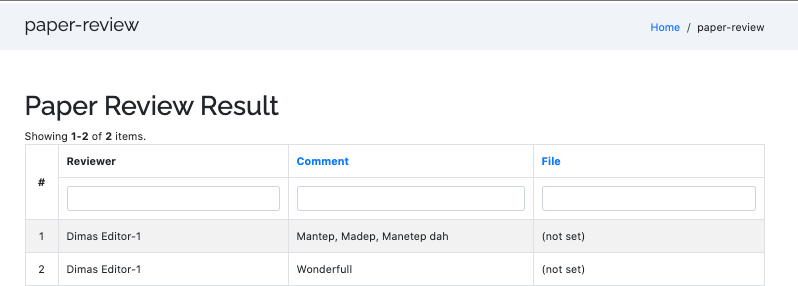 paper-review
Home / paper-review
Paper Review Result
Showing 1-2 of 2 items.
# Reviewer Comment File
1 Dimas Editor-1 Mantep, Madep, Manetep dah (not set)
2 Dimas Editor-1 Wonderfull (not set)